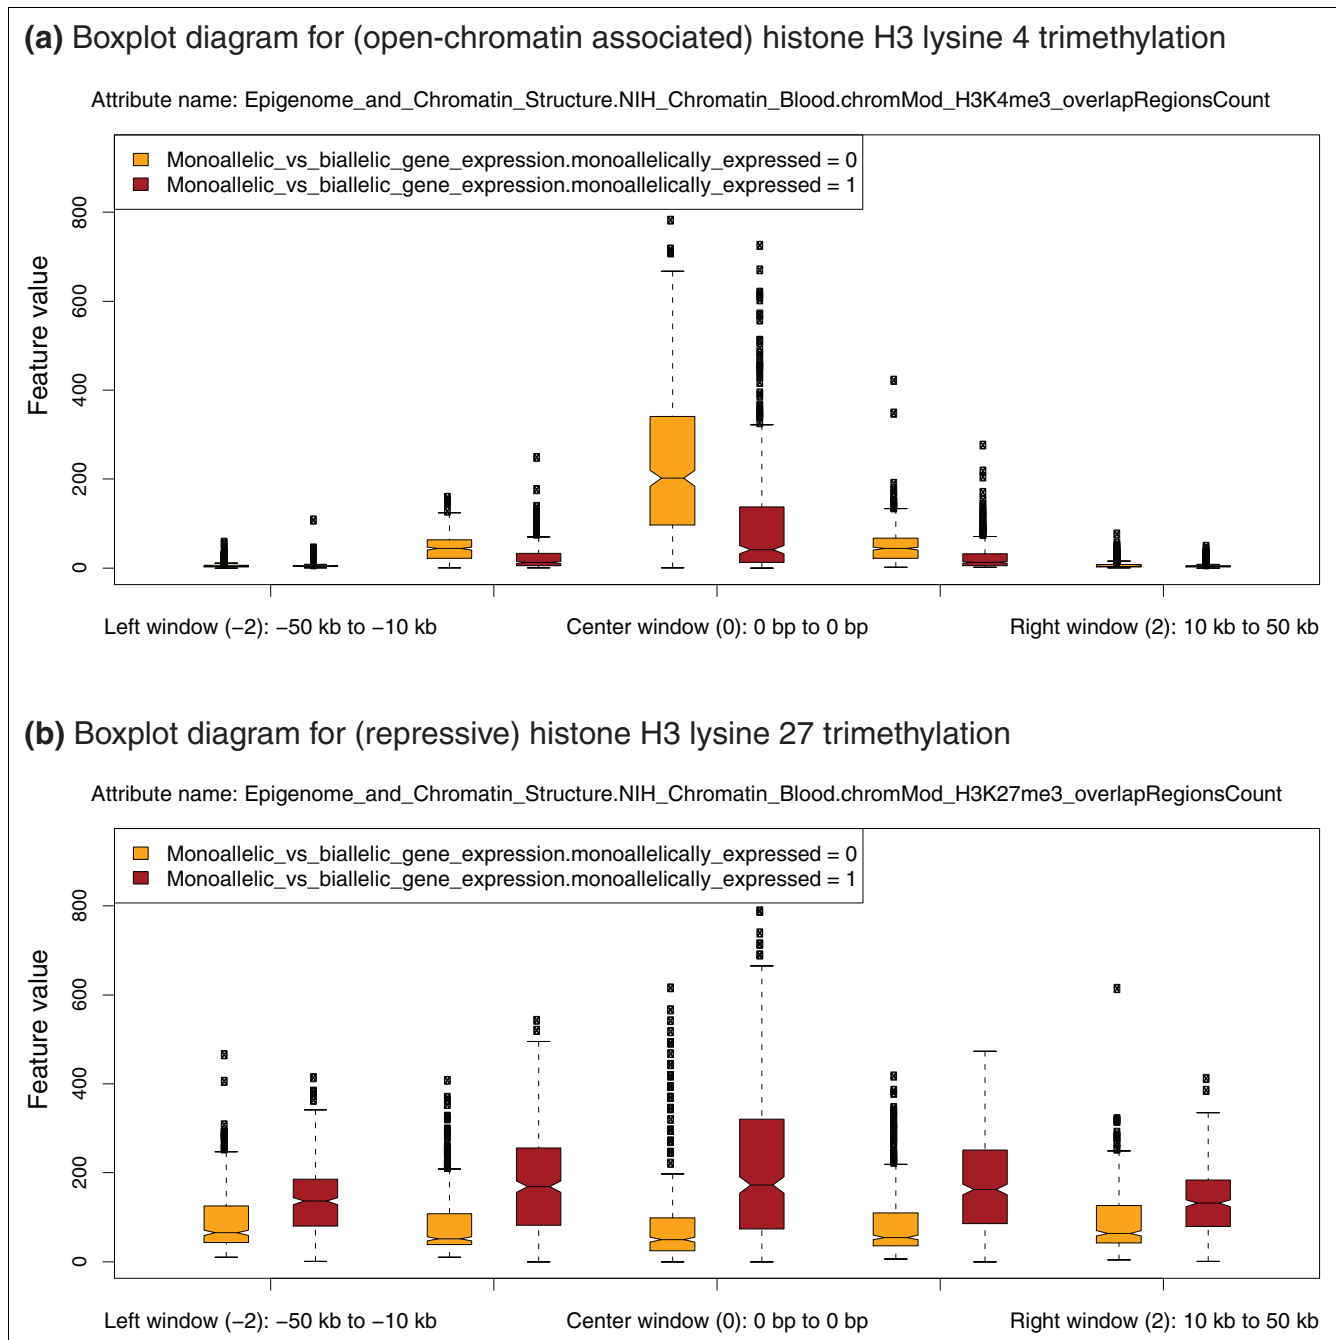 (a) Boxplot diagram for (open-chromatin associated) histone H3 lysine 4 trimethylation
Attribute name: Epigenome_and_Chromatin_Structure.NIH_Chromatin_Blood.chromMod_H3K4me3_overlapRegionsCount
Monoallelic_vs_biallelic_gene_expression.monoallelically_expressed = 0
Monoallelic_vs_biallelic_gene_expression.monoallelically_expressed = 1
Feature value
800
600
400
200
0
Left window (−2): −50 kb to −10 kb
Center window (0): 0 bp to 0 bp
Right window (2): 10 kb to 50 kb
(b) Boxplot diagram for (repressive) histone H3 lysine 27 trimethylation
Attribute name: Epigenome_and_Chromatin_Structure.NIH_Chromatin_Blood.chromMod_H3K27me3_overlapRegionsCount
Monoallelic_vs_biallelic_gene_expression.monoallelically_expressed = 0
Monoallelic_vs_biallelic_gene_expression.monoallelically_expressed = 1
Feature value
800
600
400
200
0
Left window (−2): −50 kb to −10 kb
Center window (0): 0 bp to 0 bp
Right window (2): 10 kb to 50 kb